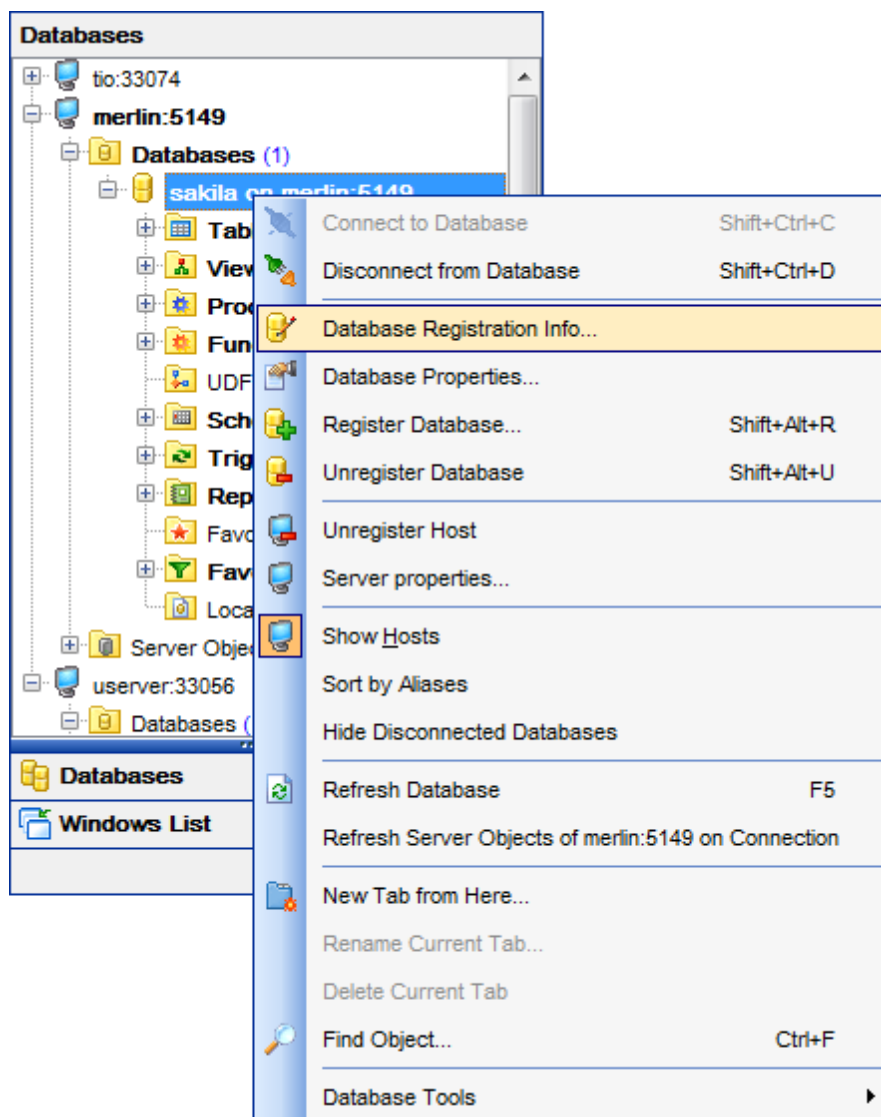 Databases
tio:33074
merlin:5149
Databases (1)
sakila on merlin:5149
Tab
View
Proc
Fun
UDF
Sch
Trig
Rep
Favo
Fav
Loca
Server Obje
userver:33056
Databases (
Databases
Windows List
Connect to Database Shift+Ctrl+C
Disconnect from Database Shift+Ctrl+D
Database Registration Info...
Database Properties...
Register Database... Shift+Alt+R
Unregister Database Shift+Alt+U
Unregister Host
Server properties...
Show Hosts
Sort by Aliases
Hide Disconnected Databases
Refresh Database F5
Refresh Server Objects of merlin:5149 on Connection
New Tab from Here...
Rename Current Tab...
Delete Current Tab
Find Object... Ctrl+F
Database Tools